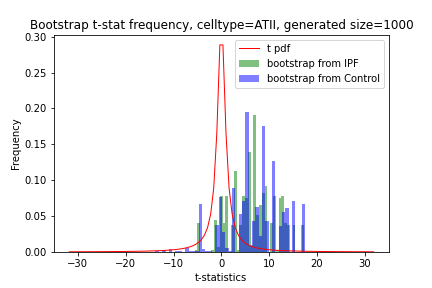 Bootstrap t-stat frequency, celltype=ATII, generated size=1000
t pdf
bootstrap from IPF
bootstrap from Control
Frequency
0.30
0.25
0.20
0.15
0.10
0.05
0.00
−30 −20 −10 0 10 20 30
t-statistics